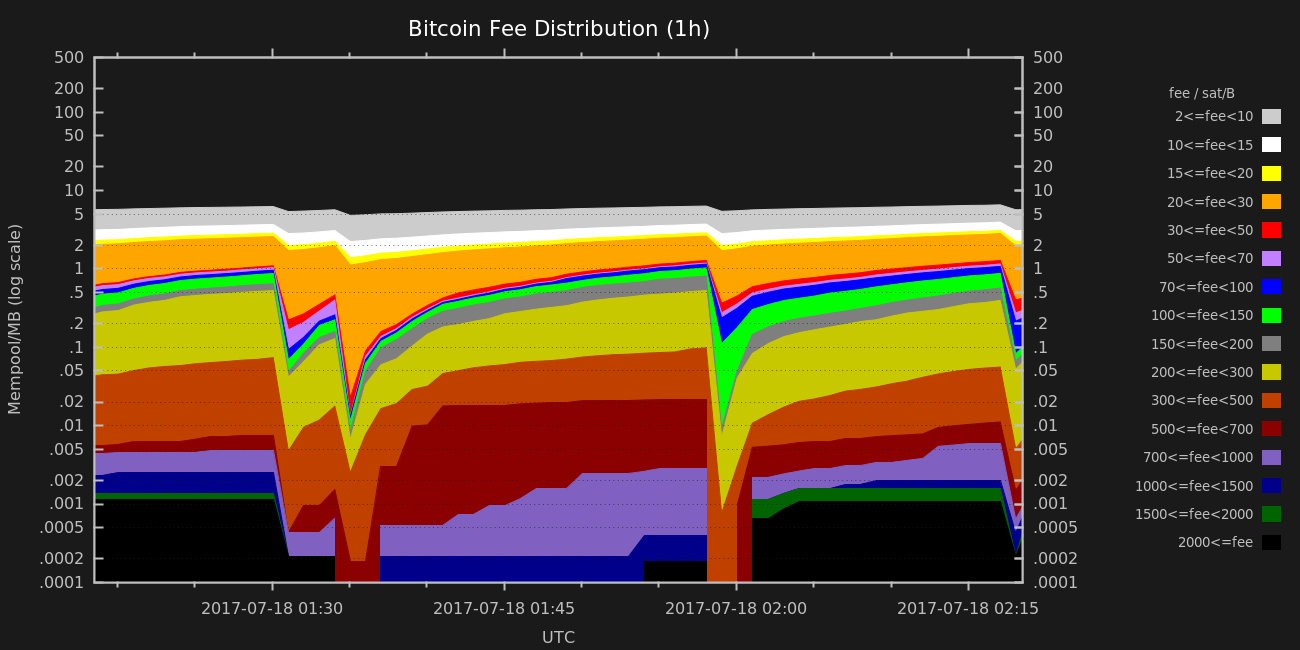 Bitcoin Fee Distribution (1h)
Mempool/MB (log scale)
500
200
100
50
20
10
5
2
1
.5
.2
.1
.05
.02
.01
.005
.002
.001
.0005
.0002
.0001
500
200
100
50
20
10
5
2
1
.5
.2
.1
.05
.02
.01
.005
.002
.001
.0005
.0002
.0001
2017-07-18 01:30
2017-07-18 01:45
2017-07-18 02:00
2017-07-18 02:15
UTC
fee / sat/B
2<=fee<10
10<=fee<15
15<=fee<20
20<=fee<30
30<=fee<50
50<=fee<70
70<=fee<100
100<=fee<150
150<=fee<200
200<=fee<300
300<=fee<500
500<=fee<700
700<=fee<1000
1000<=fee<1500
1500<=fee<2000
2000<=fee